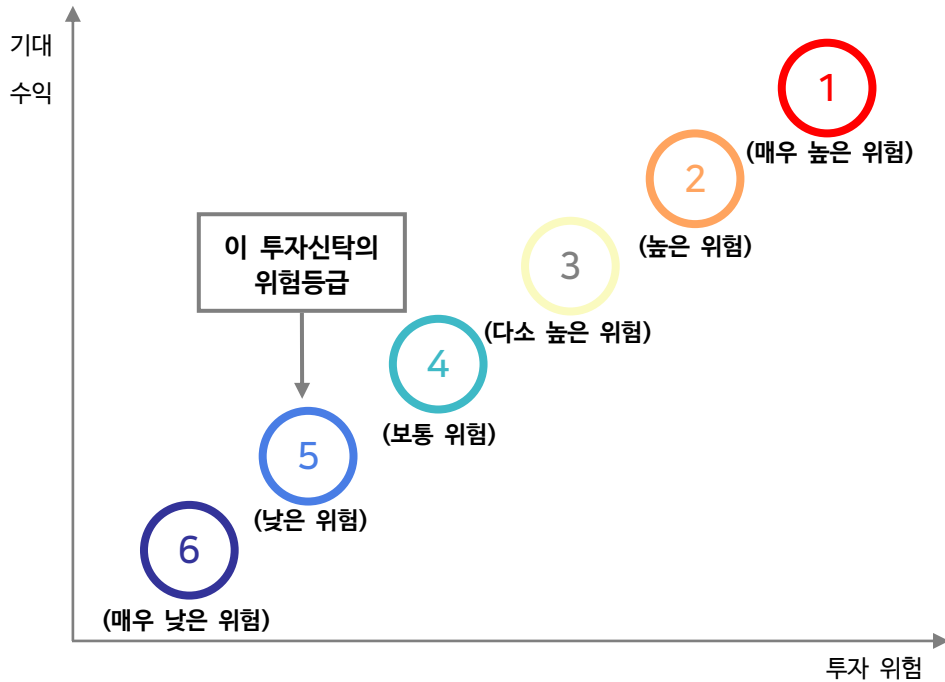 기대
수익
1
(매우 높은 위험)
2
(높은 위험)
이 투자신탁의
위험등급
3
(다소 높은 위험)
4
(보통 위험)
5
(낮은 위험)
6
(매우 낮은 위험)
투자 위험